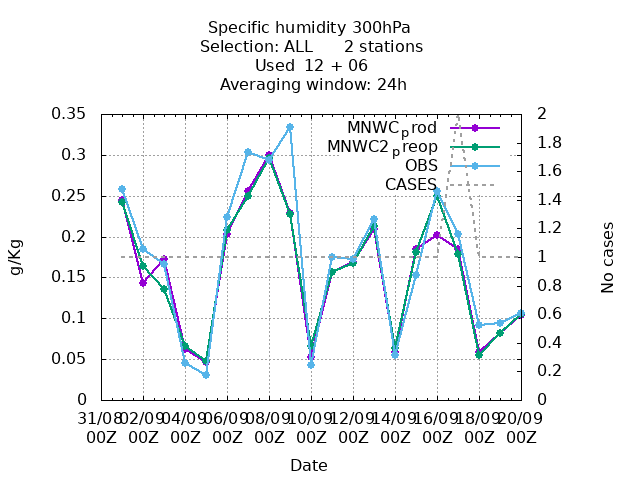 Specific humidity 300hPa
Selection: ALL      2 stations
Used  12 + 06
Averaging window: 24h
0.35
0.3
0.25
0.2
0.15
0.1
0.05
0
g/Kg
MNWCprod
MNWC2preop
OBS
CASES
2
1.8
1.6
1.4
1.2
1
0.8
0.6
0.4
0.2
0
No cases
31/08 02/09 04/09 06/09 08/09 10/09 12/09 14/09 16/09 18/09 20/09
00Z 00Z 00Z 00Z 00Z 00Z 00Z 00Z 00Z 00Z 00Z
Date